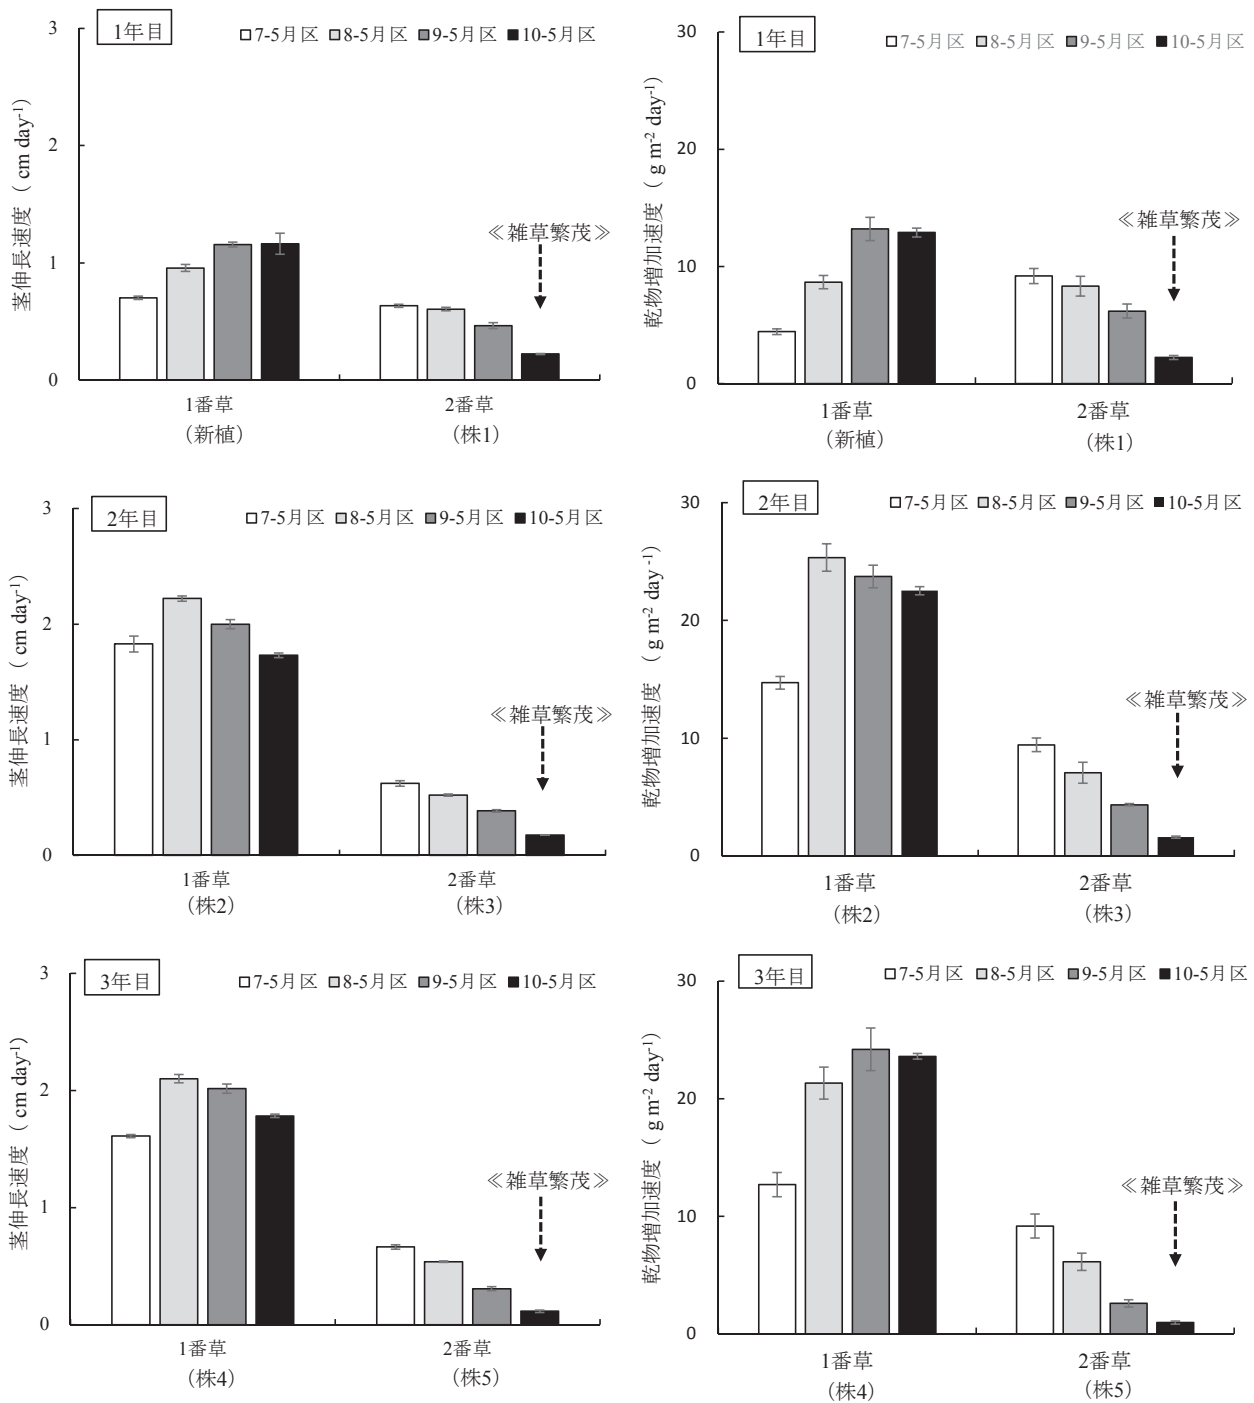 1年目
□7-5月区 □8-5月区 ■9-5月区 ■10-5月区
茎伸長速度（ cm day-1)
3
2
1
0
≪雑草繁茂≫
1番草
（新植）
2番草
（株1）
1年目
□7-5月区 □8-5月区 ■9-5月区 ■10-5月区
乾物増加速度（ g m-2 day-1)
30
20
10
0
≪雑草繁茂≫
1番草
（新植）
2番草
（株1）
2年目
□7-5月区 □8-5月区 ■9-5月区 ■10-5月区
茎伸長速度（ cm day-1)
3
2
1
0
≪雑草繁茂≫
1番草
（株2）
2番草
（株3）
2年目
□7-5月区 □8-5月区 ■9-5月区 ■10-5月区
乾物増加速度（ g m-2 day -1)
30
20
10
0
≪雑草繁茂≫
1番草
（株2）
2番草
（株3）
3年目
□7-5月区 □8-5月区 ■9-5月区 ■10-5月区
茎伸長速度（ cm day-1)
3
2
1
0
≪雑草繁茂≫
1番草
（株4）
2番草
（株5）
3年目
□7-5月区 □8-5月区 ■9-5月区 ■10-5月区
乾物増加速度（ g m-2 day-1)
30
20
10
0
≪雑草繁茂≫
1番草
（株4）
2番草
（株5）